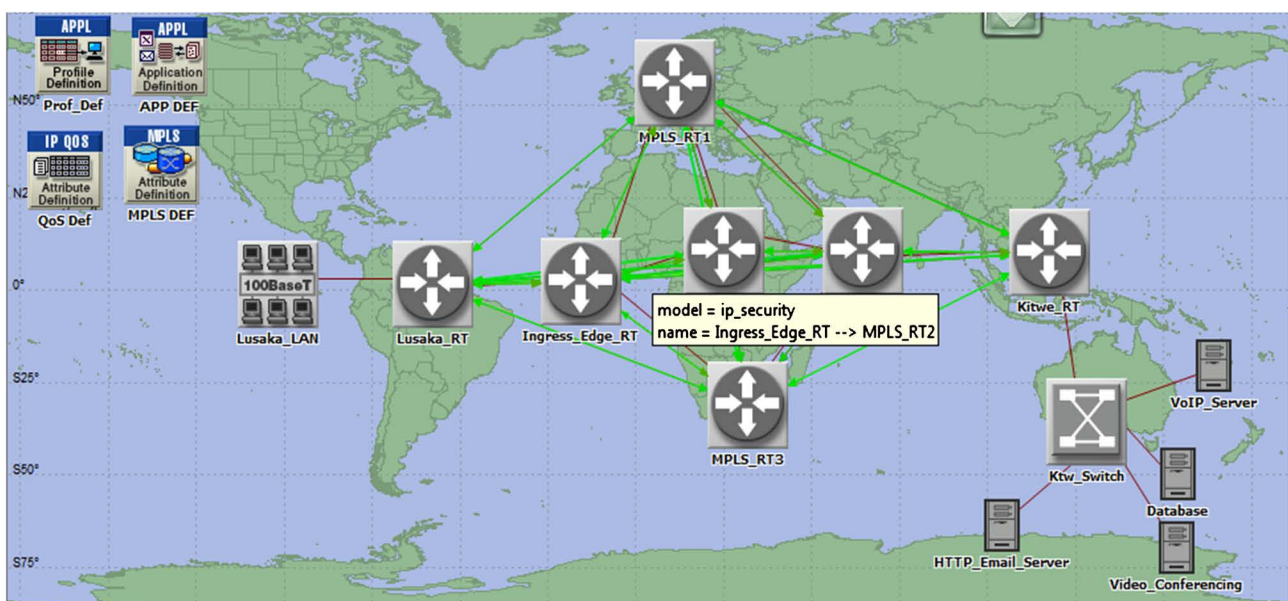 APPL
Profiile
Definition
Prof_Def
APPL
Application
Definition
APP DEF
IP QOS
Attribute
Definition
QoS Def
MPLS
Attribute
Definition
MPLS DEF
N50°
N2
0°
S25°
S50°
S75°
MPLS_RT1
100BaseT
Lusaka_LAN
Lusaka_RT
Ingress_Edge_RT
Kitwe_RT
model = ip_security
name = Ingress_Edge_RT --> MPLS_RT2
MPLS_RT3
VoIP_Server
Ktw_Switch
Database
HTTP_Email_Server
Video_Conferencing